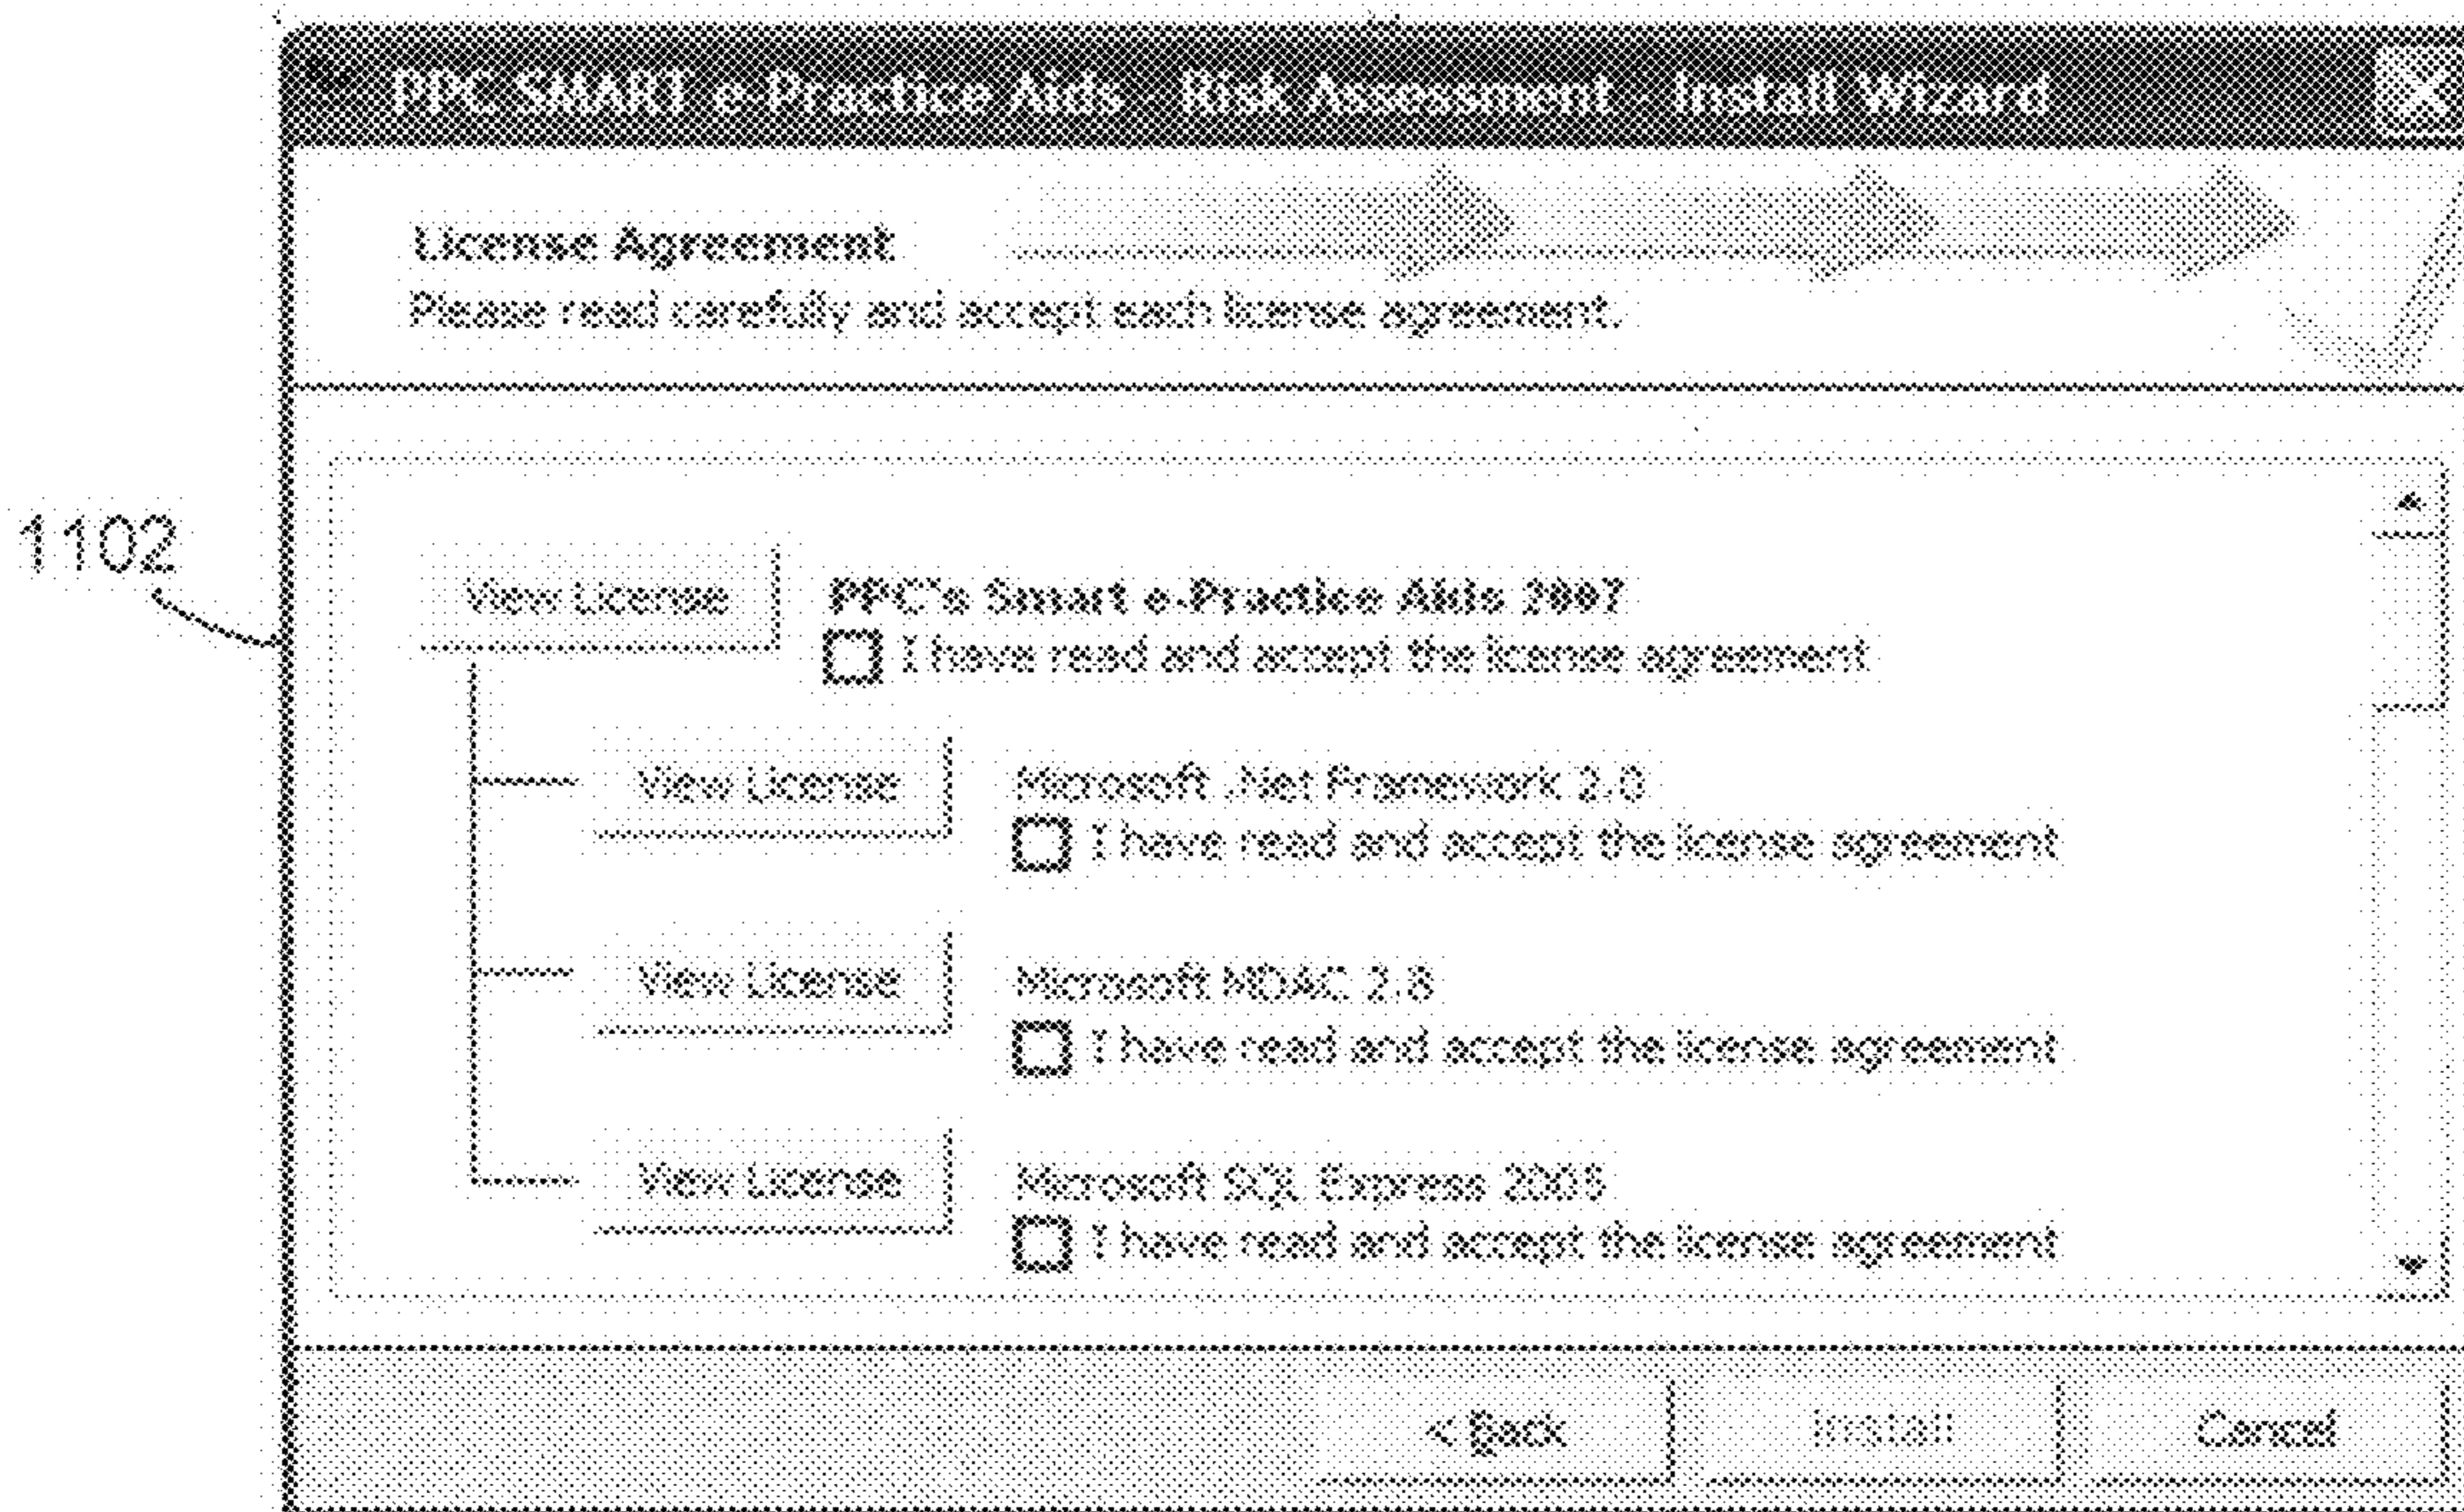 PPC SMART e-Practice Aids - Risk Assessment - Install Wizard
License Agreement
Please read carefully and accept each license agreement.
1102
View License
PPC's Smart e-Practice Aids 2007
I have read and accept the license agreement
View License
Microsoft .Net Framework 2.0
I have read and accept the license agreement
View License
Microsoft MDAC 2.8
I have read and accept the license agreement
View License
Microsoft SQL Express 2005
I have read and accept the license agreement
< Back
Install
Cancel